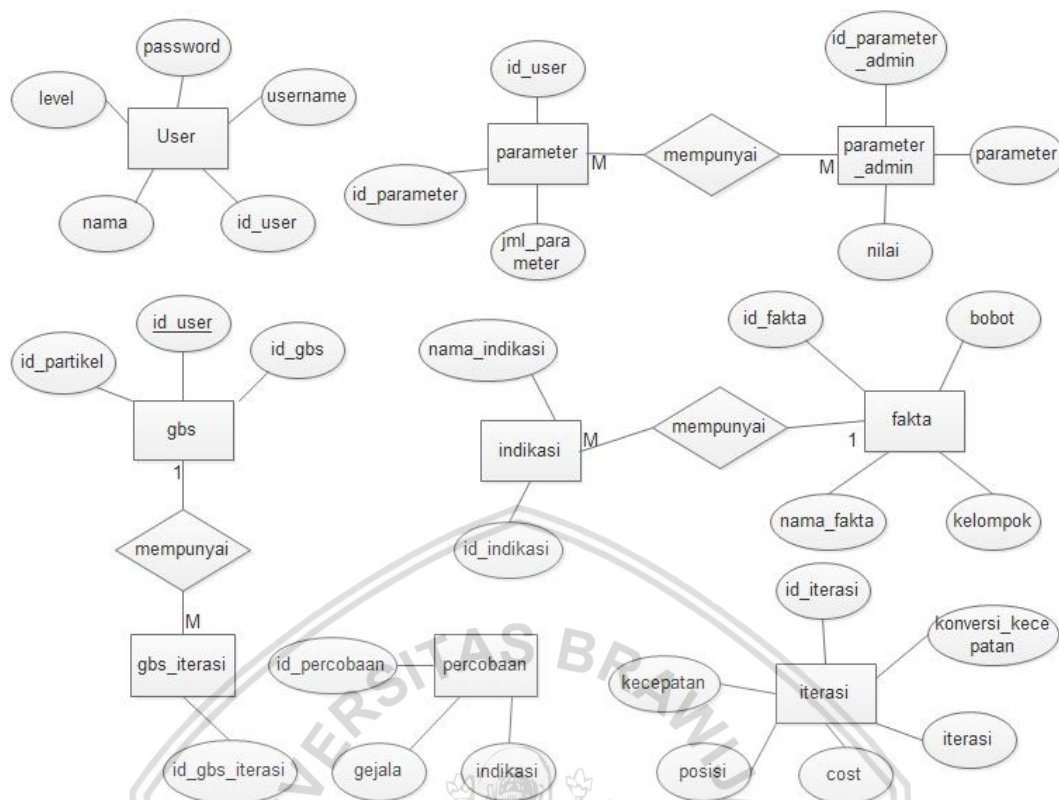 password
level
username
User
nama
id_user
id_user
parameter
M
mempunyai
M
id_parameter
jml_para
meter
id_parameter
_admin
parameter
_admin
parameter
nilai
id_user
id_partikel
id_gbs
gbs
1
mempunyai
M
gbs_iterasi
id_gbs_iterasi
nama_indikasi
indikasi
M
mempunyai
1
id_indikasi
id_fakta
bobot
fakta
nama_fakta
kelompok
id_percobaan
percobaan
gejala
indikasi
id_iterasi
konversi_kece
patan
kecepatan
iterasi
iterasi
posisi
cost
VERSITAS BRAWIJ